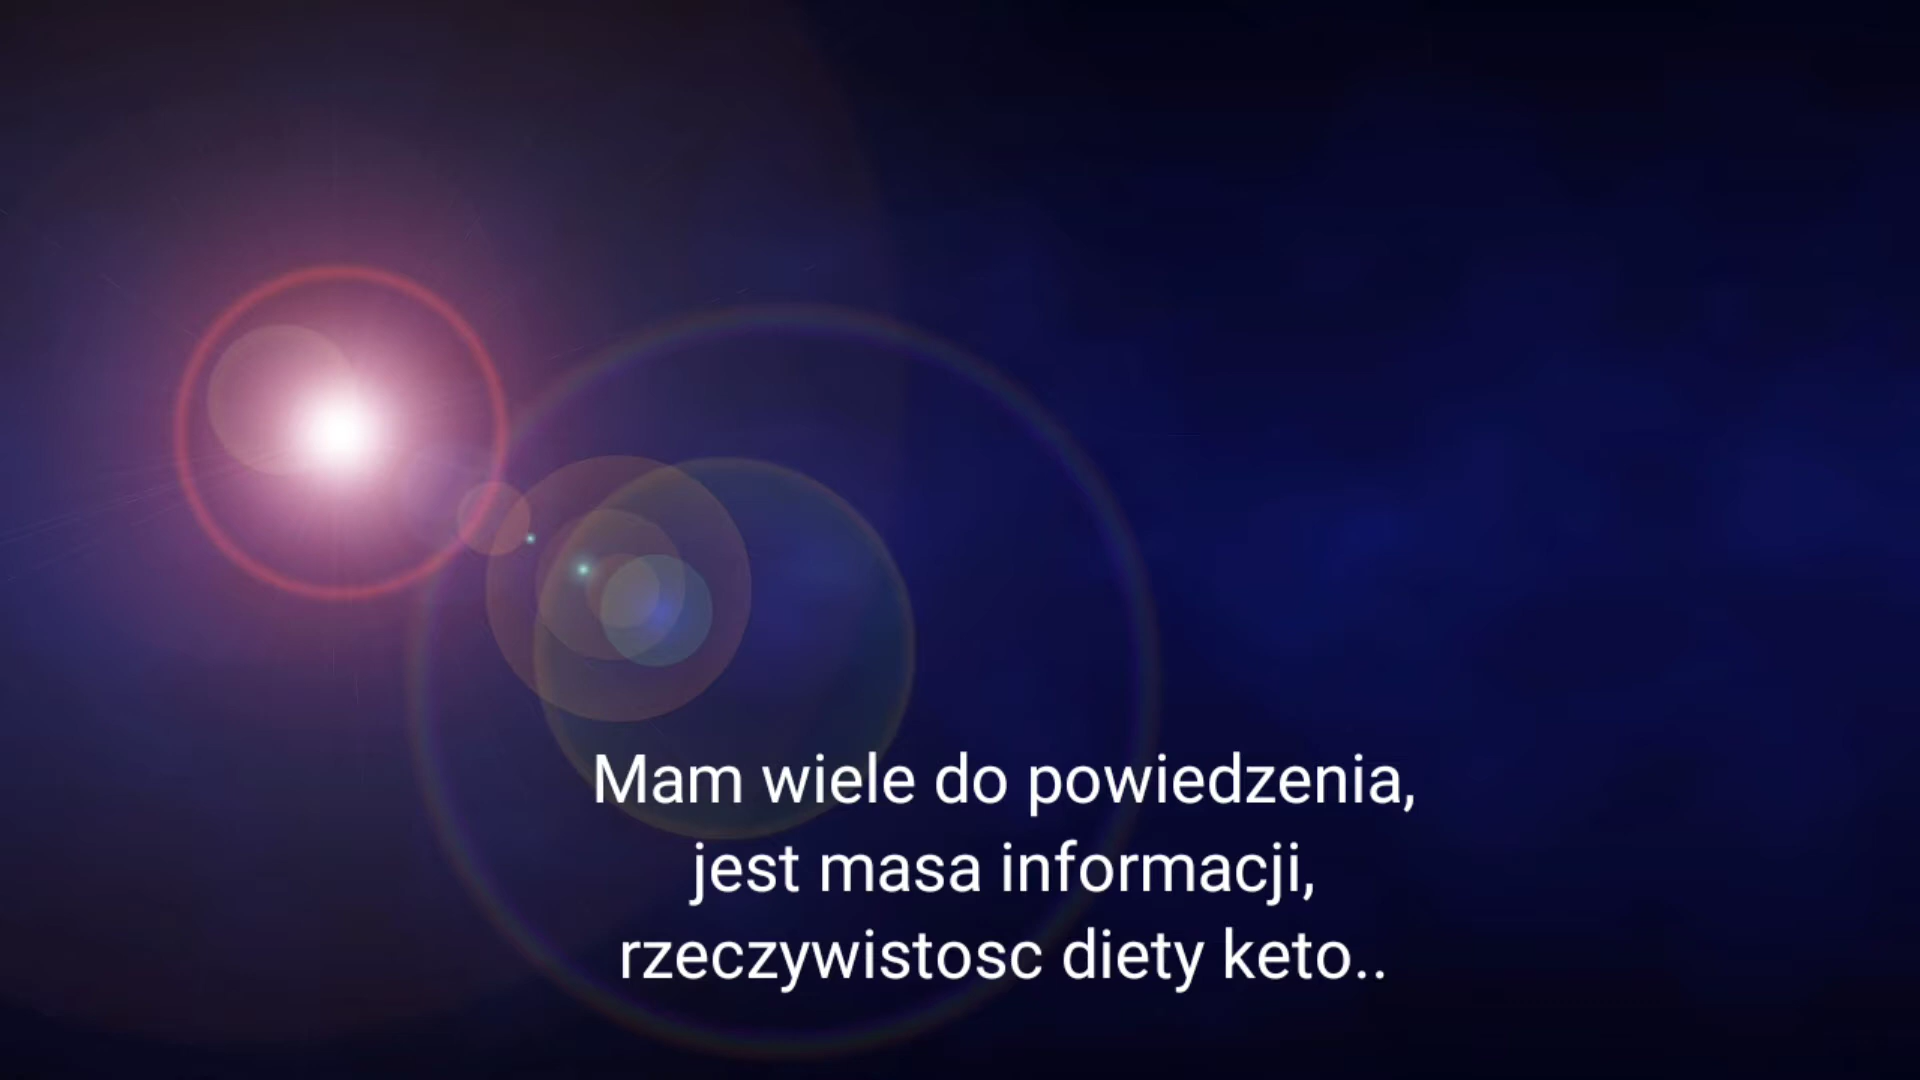 Mam wiele do powiedzenia,
jest masa informacji,
rzeczywistosc diety keto..